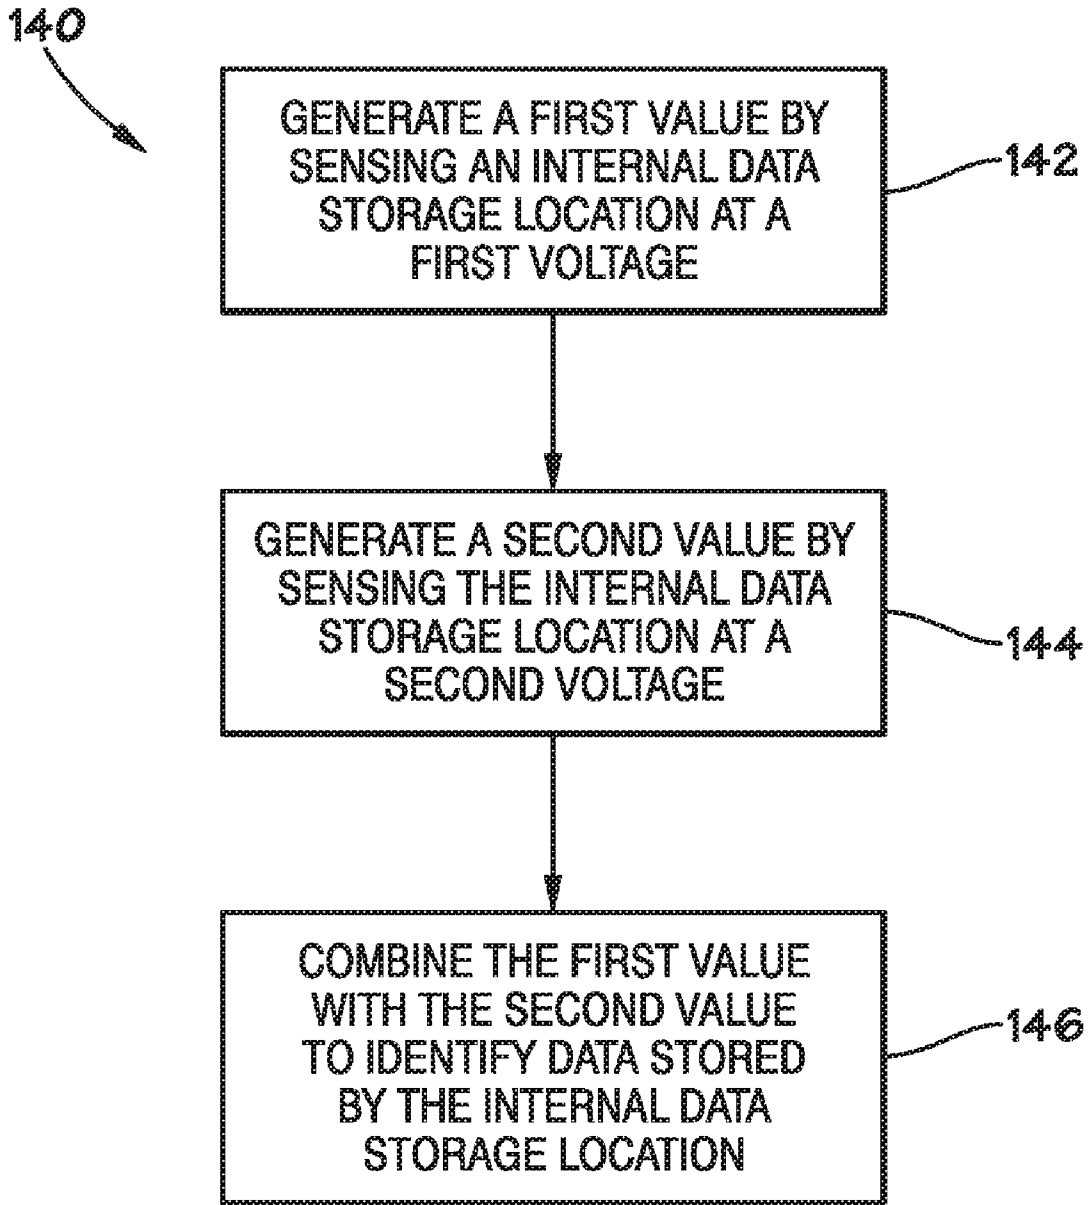 140
GENERATE A FIRST VALUE BY
SENSING AN INTERNAL DATA
STORAGE LOCATION AT A
FIRST VOLTAGE
142
GENERATE A SECOND VALUE BY
SENSING THE INTERNAL DATA
STORAGE LOCATION AT A
SECOND VOLTAGE
144
COMBINE THE FIRST VALUE
WITH THE SECOND VALUE
TO IDENTIFY DATA STORED
BY THE INTERNAL DATA
STORAGE LOCATION
146